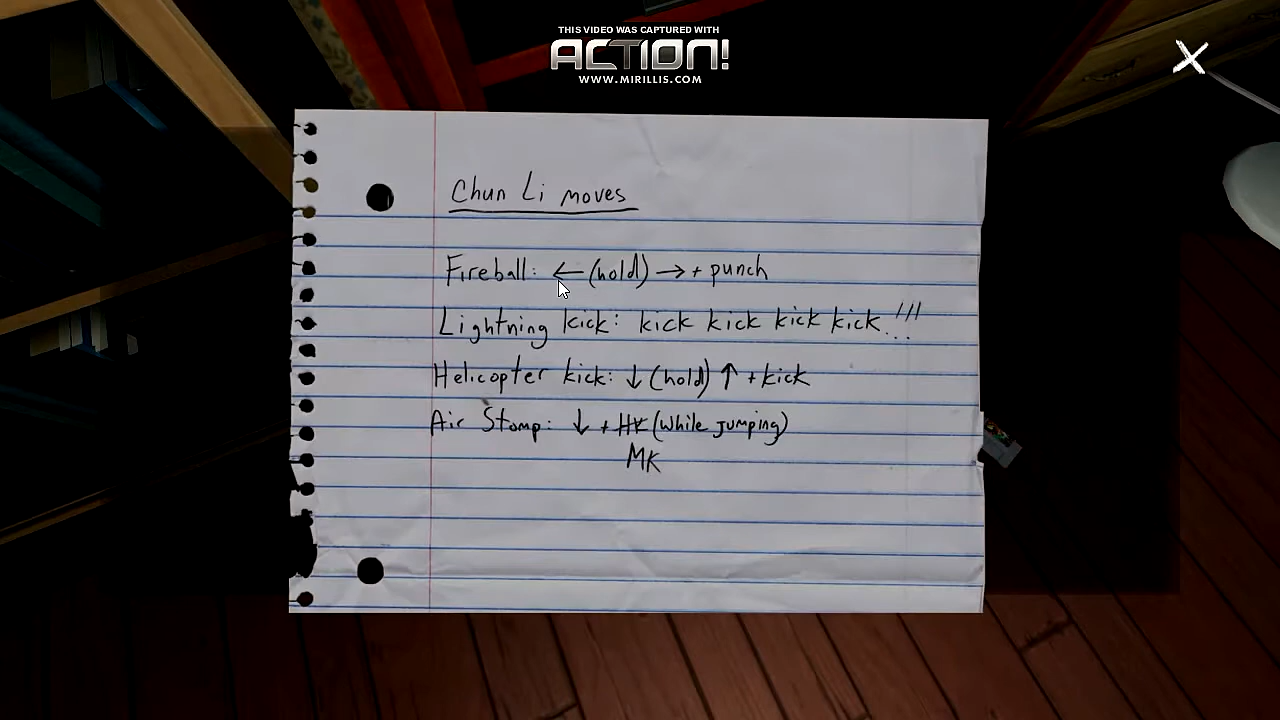 THIS VIDEO WAS CAPTURED WITH
ACTION!
WWW.MIRILLIS.COM
Chun Li moves
Fireball: ← (hold) → + punch
Lightning kick: kick kick kick kick...!!!
Helicopter kick: ↓ (hold) ↑ + kick
Air Stomp: ↓ + HK (while jumping)
MK